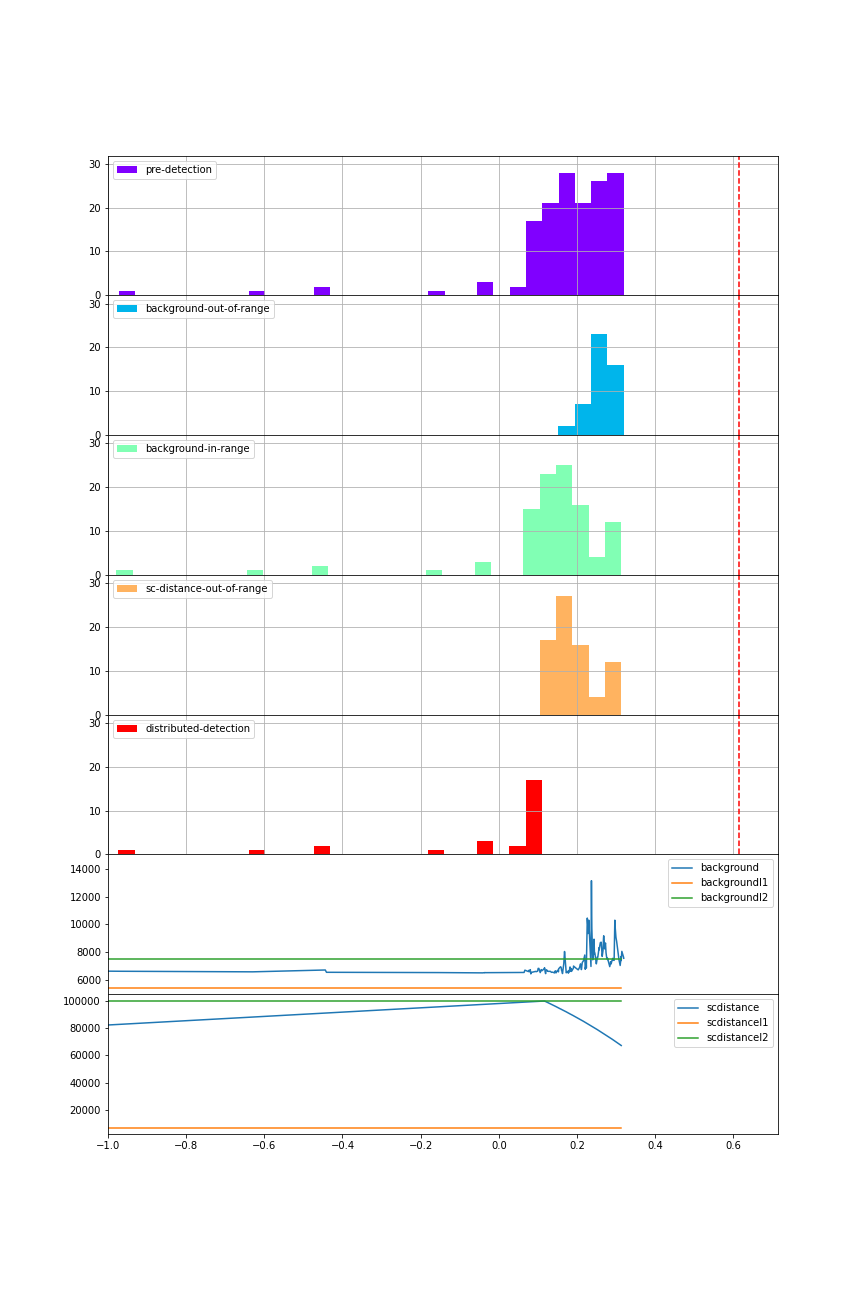 30
20
10
0
pre-detection
30
20
10
0
background-out-of-range
30
20
10
0
background-in-range
30
20
10
0
sc-distance-out-of-range
30
20
10
0
distributed-detection
14000
12000
10000
8000
6000
background
backgroundl1
backgroundl2
100000
80000
60000
40000
20000
scdistance
scdistancel1
scdistancel2
−1.0 −0.8 −0.6 −0.4 −0.2 0.0 0.2 0.4 0.6